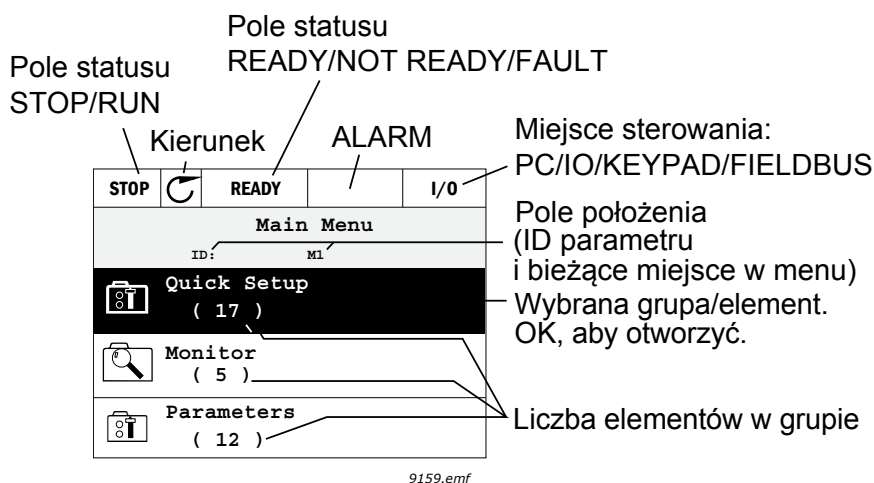 Pole statusu
READY/NOT READY/FAULT
Pole statusu
STOP/RUN
Kierunek
ALARM
Miejsce sterowania:
PC/IO/KEYPAD/FIELDBUS
STOP
READY
I/O
Main Menu
ID:
M1
Pole położenia
(ID parametru
i bieżące miejsce w menu)
Quick Setup
( 17 )
Wybrana grupa/element.
OK, aby otworzyć.
Monitor
( 5 )
Parameters
( 12 )
Liczba elementów w grupie
9159.emf